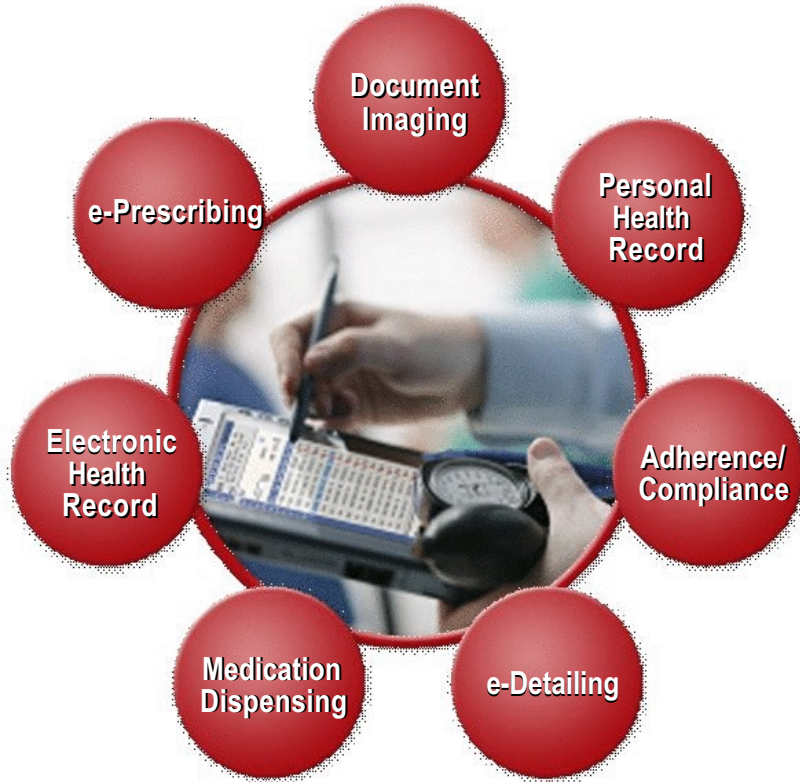 Document
Imaging
Personal
Health
Record
Adherence/
Compliance
e-Detailing
Medication
Dispensing
Electronic
Health
Record
e-Prescribing